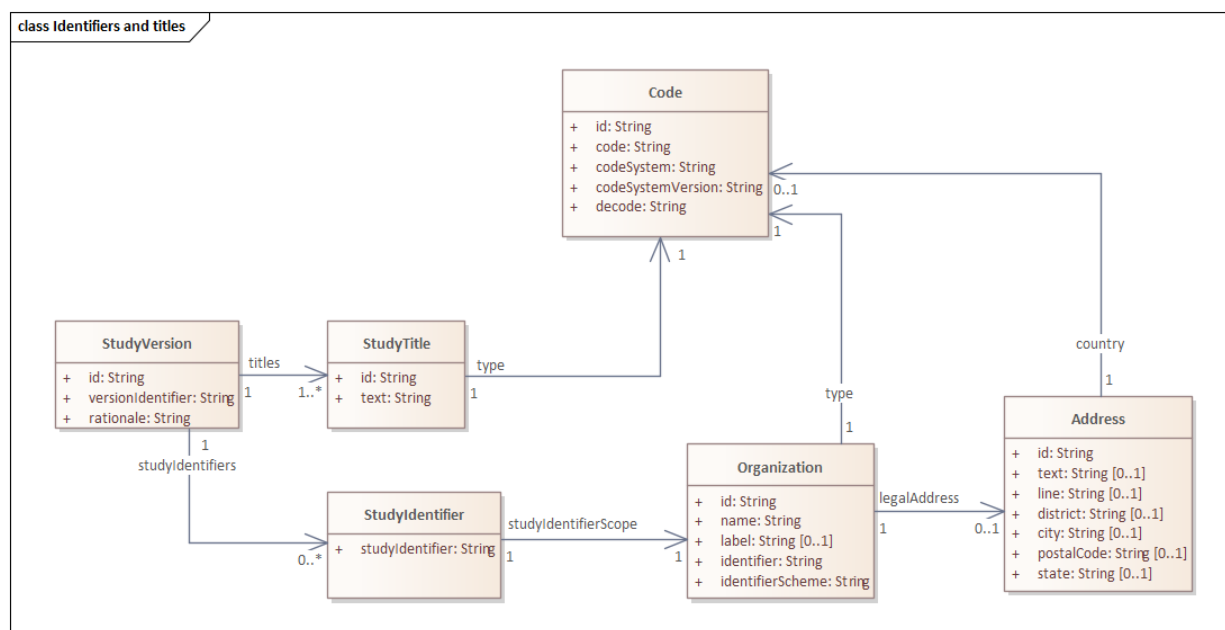 class Identifiers and titles
Code
+ id: String
+ code: String
+ codeSystem: String
+ codeSystemVersion: String
+ decode: String
0..1
1
1
StudyVersion
+ id: String
+ versionIdentifier: String
+ rationale: String
titles
1
1..*
StudyTitle
+ id: String
+ text: String
type
1
country
1
type
1
1
studyIdentifiers
0..*
StudyIdentifier
+ studyIdentifier: String
studyIdentifierScope
1
1
Organization
+ id: String
+ name: String
+ label: String [0..1]
+ identifier: String
+ identifierScheme: String
legalAddress
1
0..1
Address
+ id: String
+ text: String [0..1]
+ line: String [0..1]
+ district: String [0..1]
+ city: String [0..1]
+ postalCode: String [0..1]
+ state: String [0..1]